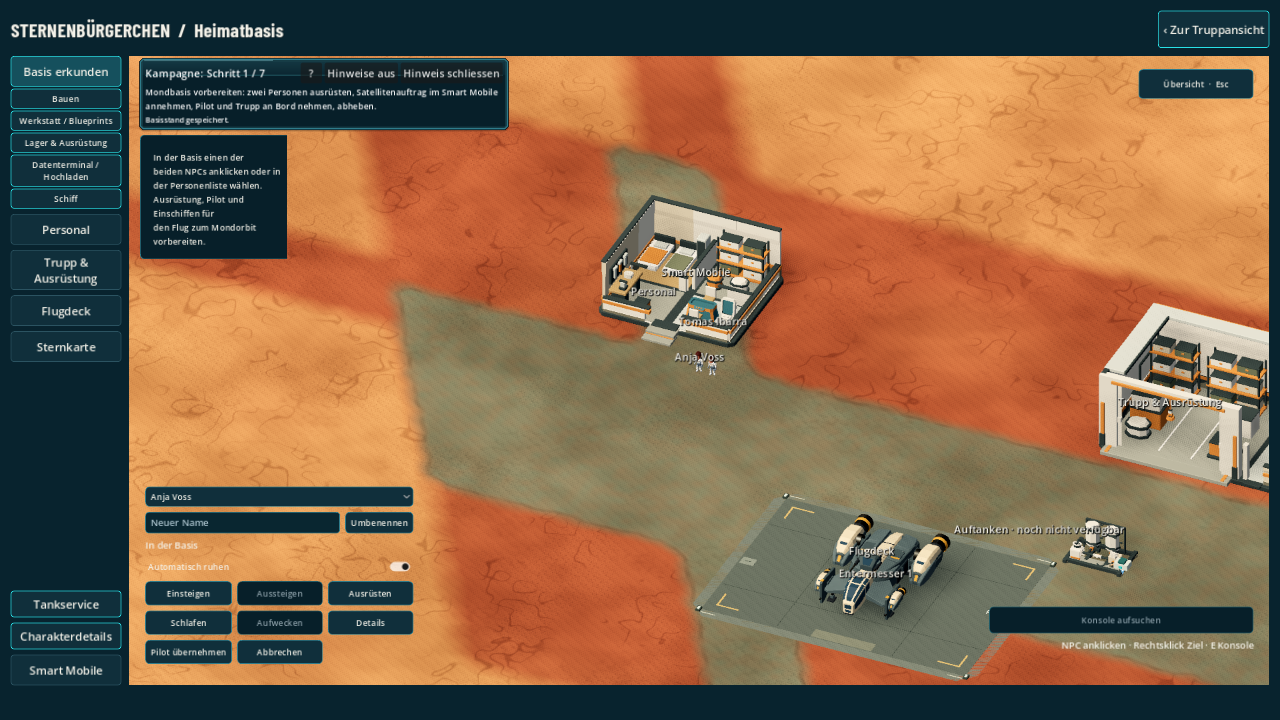 STERNENBÜRGERCHEN / Heimatbasis
‹ Zur Truppansicht
Basis erkunden
Bauen
Werkstatt / Blueprints
Lager & Ausrüstung
Datenterminal /
Hochladen
Schiff
Personal
Trupp &
Ausrüstung
Flugdeck
Sternkarte
Tankservice
Charakterdetails
Smart Mobile
Kampagne: Schritt 1 / 7
? Hinweise aus Hinweis schliessen
Mondbasis vorbereiten: zwei Personen ausrüsten, Satellitenauftrag im Smart Mobile
annehmen, Pilot und Trupp an Bord nehmen, abheben.
Basisstand gespeichert.
In der Basis einen der
beiden NPCs anklicken oder in
der Personenliste wählen.
Ausrüstung, Pilot und
Einschiffen für
den Flug zum Mondorbit
vorbereiten.
Übersicht · Esc
Smart Mobile
Personal
Tomas Ibarra
Anja Voss
Trupp & Ausrüstung
Auftanken · noch nicht verfügbar
Flugdeck
Entermesser 1
Anja Voss
Neuer Name
Umbenennen
In der Basis
Automatisch ruhen
Einsteigen
Aussteigen
Ausrüsten
Schlafen
Aufwecken
Details
Pilot übernehmen
Abbrechen
Konsole aufsuchen
NPC anklicken · Rechtsklick Ziel · E Konsole